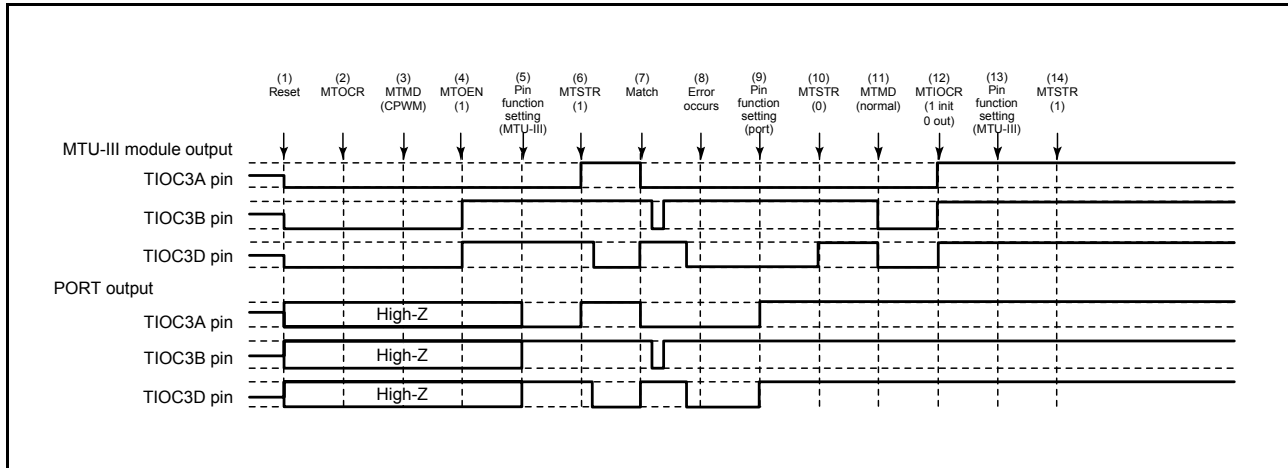 (1)
Reset
(2)
MTOCR
(3)
MTMD
(CPWM)
(4)
MTOEN
(1)
(5)
Pin
function
setting
(MTU-III)
(6)
MTSTR
(1)
(7)
Match
(8)
Error
occurs
(9)
Pin
function
setting
(port)
(10)
MTSTR
(0)
(11)
MTMD
(normal)
(12)
MTIOCR
(1 init
0 out)
(13)
Pin
function
setting
(MTU-III)
(14)
MTSTR
(1)
MTU-III module output
TIOC3A pin
TIOC3B pin
TIOC3D pin
PORT output
TIOC3A pin
High-Z
TIOC3B pin
High-Z
TIOC3D pin
High-Z